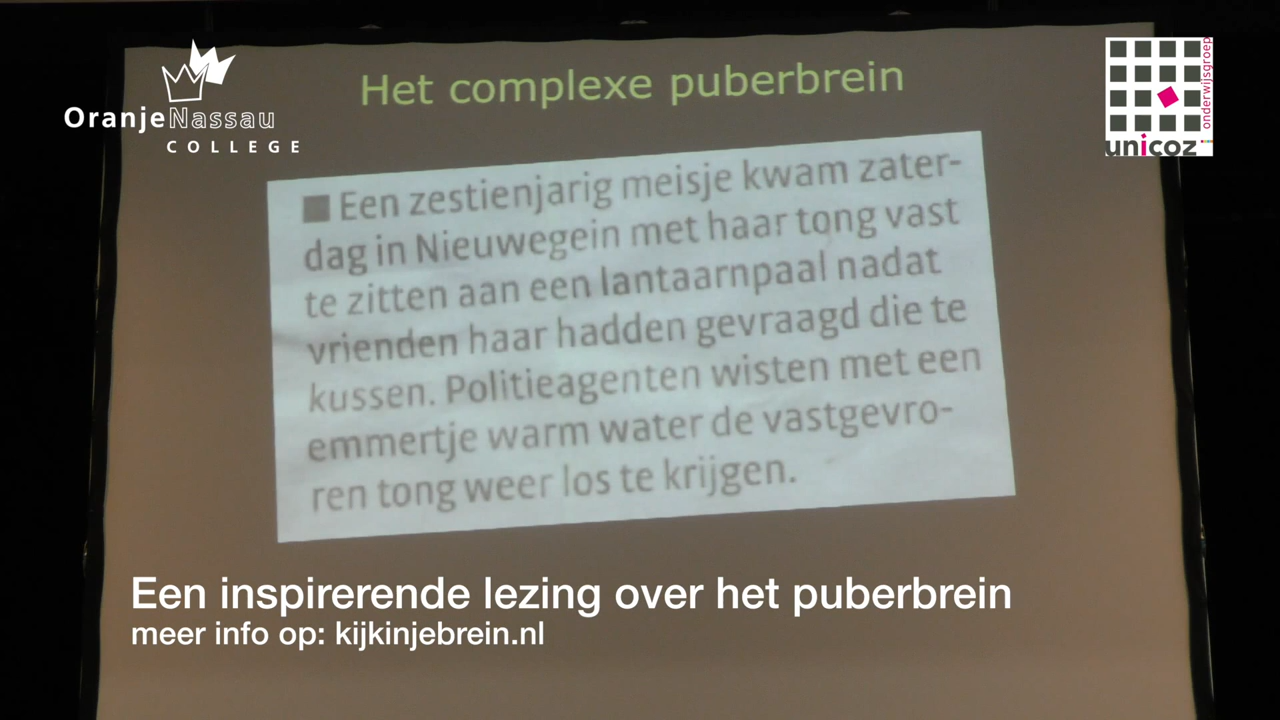 OranjeNassau
COLLEGE
onderwijsgroep
unicoz
Het complexe puberbrein
Een zestienjarig meisje kwam zater-
dag in Nieuwegein met haar tong vast
te zitten aan een lantaarnpaal nadat
vrienden haar hadden gevraagd die te
kussen. Politieagenten wisten met een
emmertje warm water de vastgevro-
ren tong weer los te krijgen.
Een inspirerende lezing over het puberbrein
meer info op: kijkinjebrein.nl